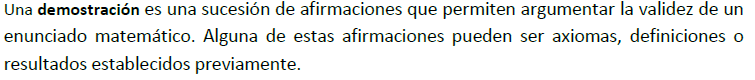 Una demostración es una sucesión de afirmaciones que permiten argumentar la validez de un
enunciado matemático. Alguna de estas afirmaciones pueden ser axiomas, definiciones o
resultados establecidos previamente.